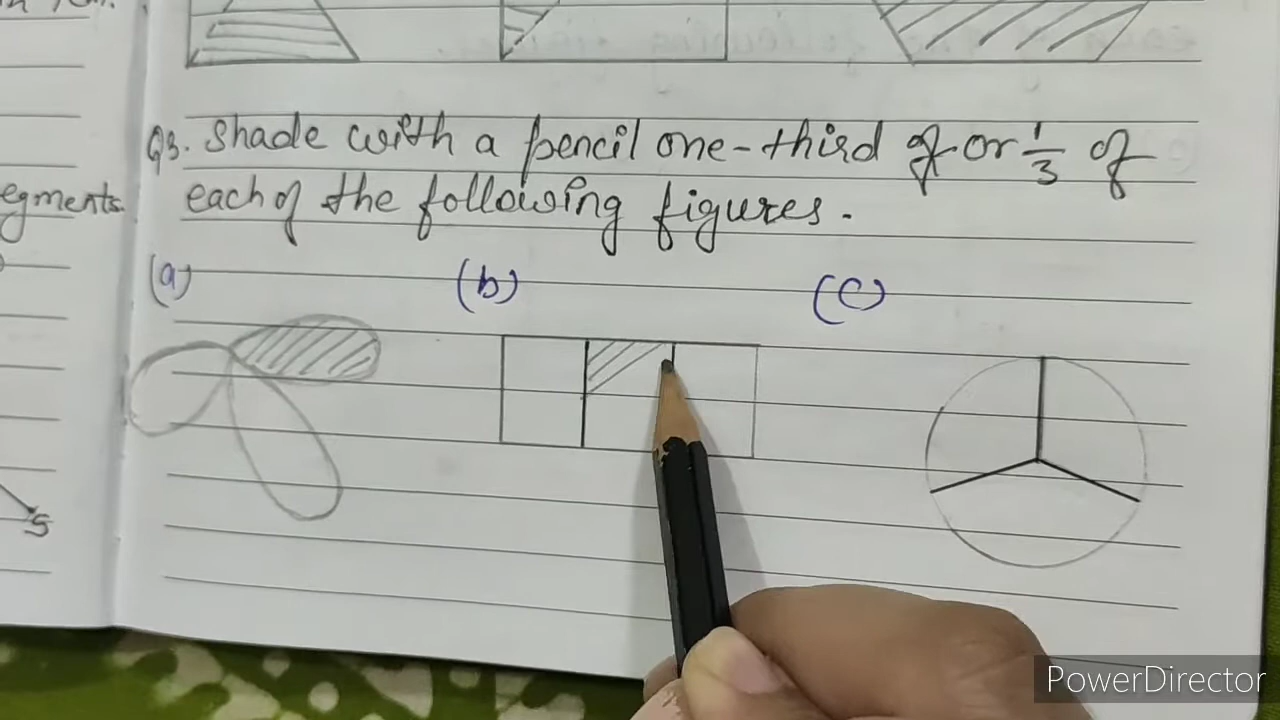 Q3. Shade with a pencil one-third of or 1/3 of
each of the following figures.
(a) (b) (c)
egments.
S
PowerDirector